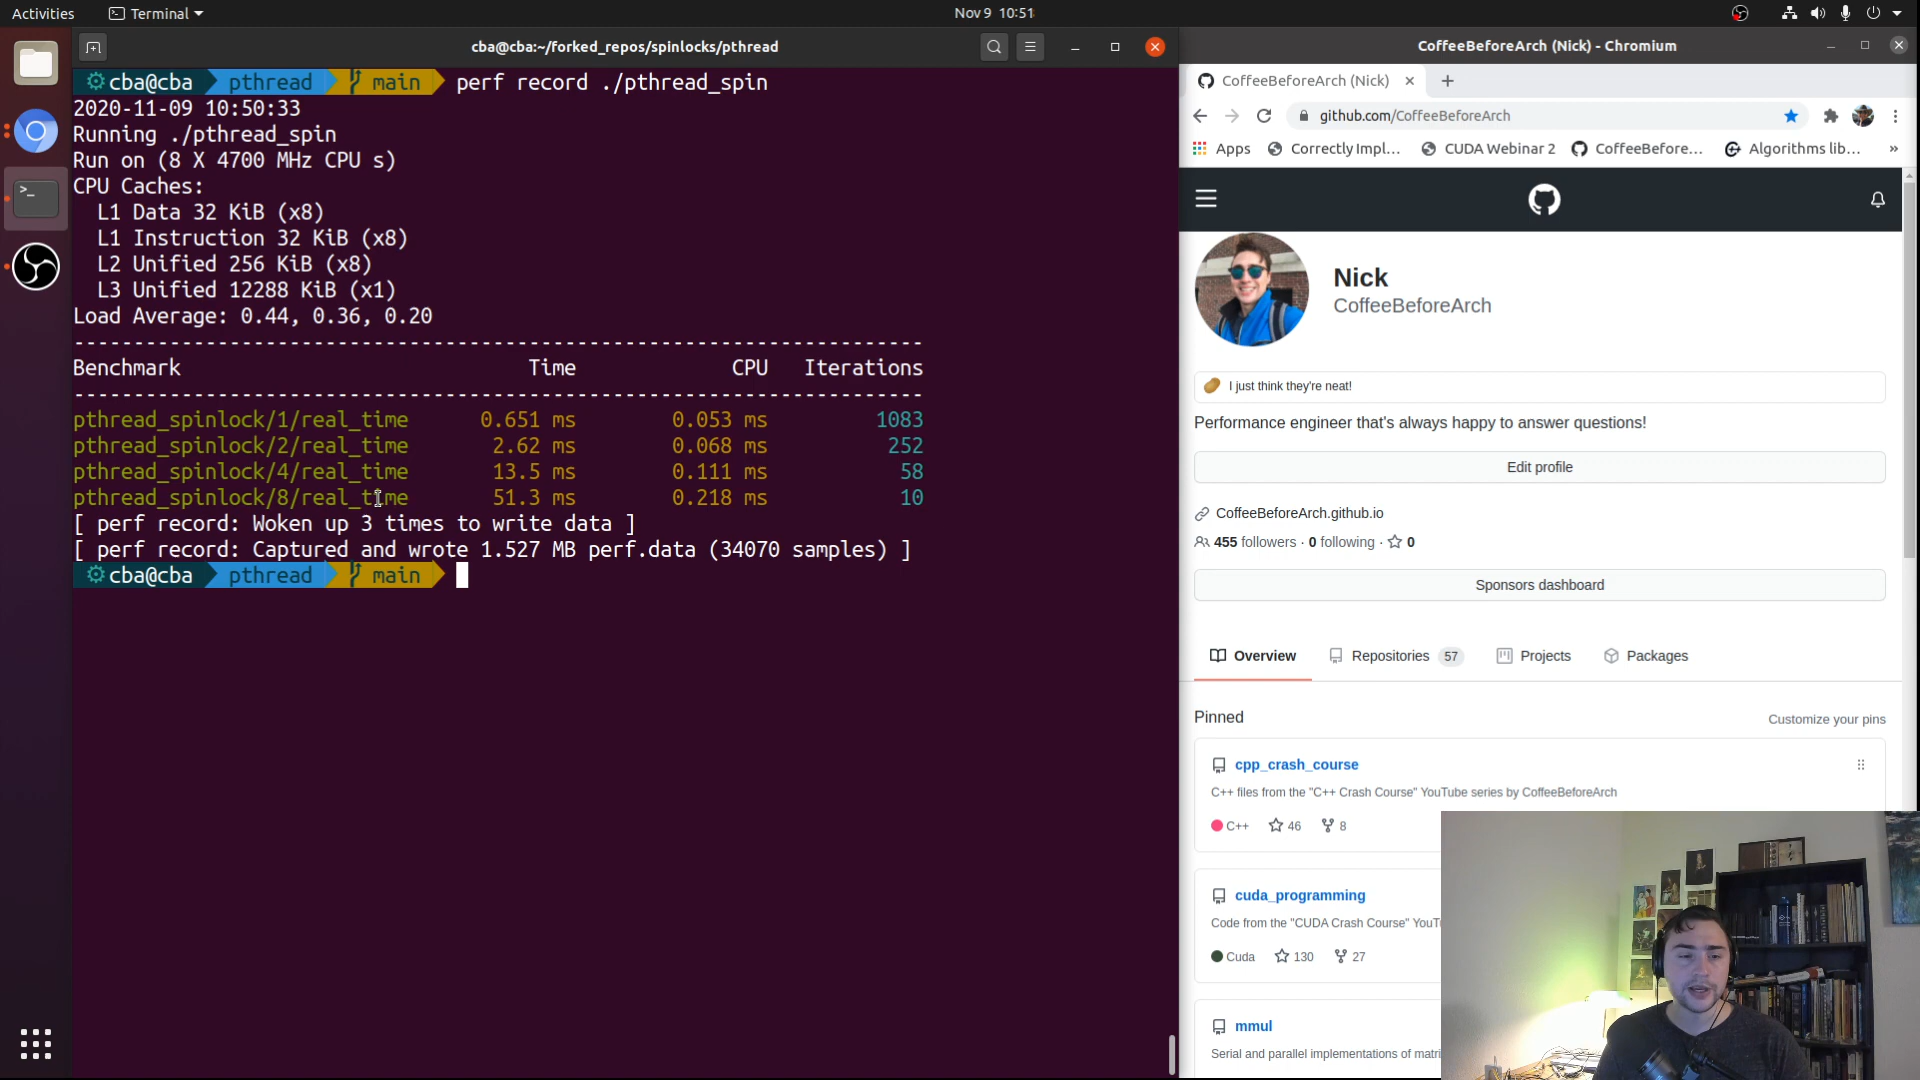 Activities
Terminal
Nov 9 10:51
cba@cba:~/forked_repos/spinlocks/pthread
cba@cba pthread main perf record ./pthread_spin
2020-11-09 10:50:33
Running ./pthread_spin
Run on (8 X 4700 MHz CPU s)
CPU Caches:
L1 Data 32 KiB (x8)
L1 Instruction 32 KiB (x8)
L2 Unified 256 KiB (x8)
L3 Unified 12288 KiB (x1)
Load Average: 0.44, 0.36, 0.20
-----------------------------------------------------------------------
Benchmark Time CPU Iterations
-----------------------------------------------------------------------
pthread_spinlock/1/real_time 0.651 ms 0.053 ms 1083
pthread_spinlock/2/real_time 2.62 ms 0.068 ms 252
pthread_spinlock/4/real_time 13.5 ms 0.111 ms 58
pthread_spinlock/8/real_time 51.3 ms 0.218 ms 10
[ perf record: Woken up 3 times to write data ]
[ perf record: Captured and wrote 1.527 MB perf.data (34070 samples) ]
cba@cba pthread main
CoffeeBeforeArch (Nick) - Chromium
CoffeeBeforeArch (Nick)
github.com/CoffeeBeforeArch
Apps Correctly Impl... CUDA Webinar 2 CoffeeBefore... Algorithms lib... »
Nick
CoffeeBeforeArch
I just think they're neat!
Performance engineer that's always happy to answer questions!
Edit profile
CoffeeBeforeArch.github.io
455 followers · 0 following · 0
Sponsors dashboard
Overview Repositories 57 Projects Packages
Pinned
Customize your pins
cpp_crash_course
C++ files from the "C++ Crash Course" YouTube series by CoffeeBeforeArch
C++ 46 8
cuda_programming
Code from the "CUDA Crash Course" YouT
Cuda 130 27
mmul
Serial and parallel implementations of matri